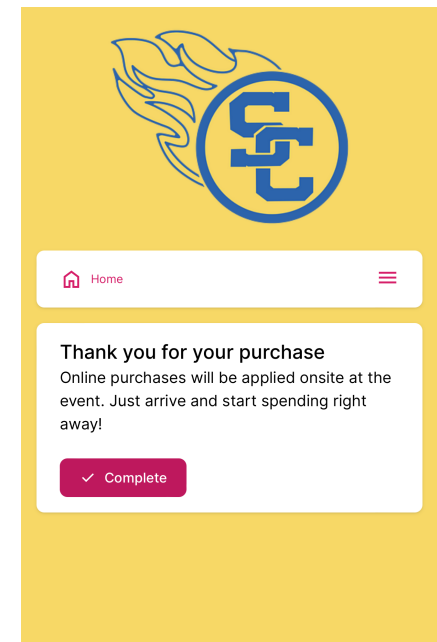 SC
Home
Thank you for your purchase
Online purchases will be applied onsite at the
event. Just arrive and start spending right
away!
Complete